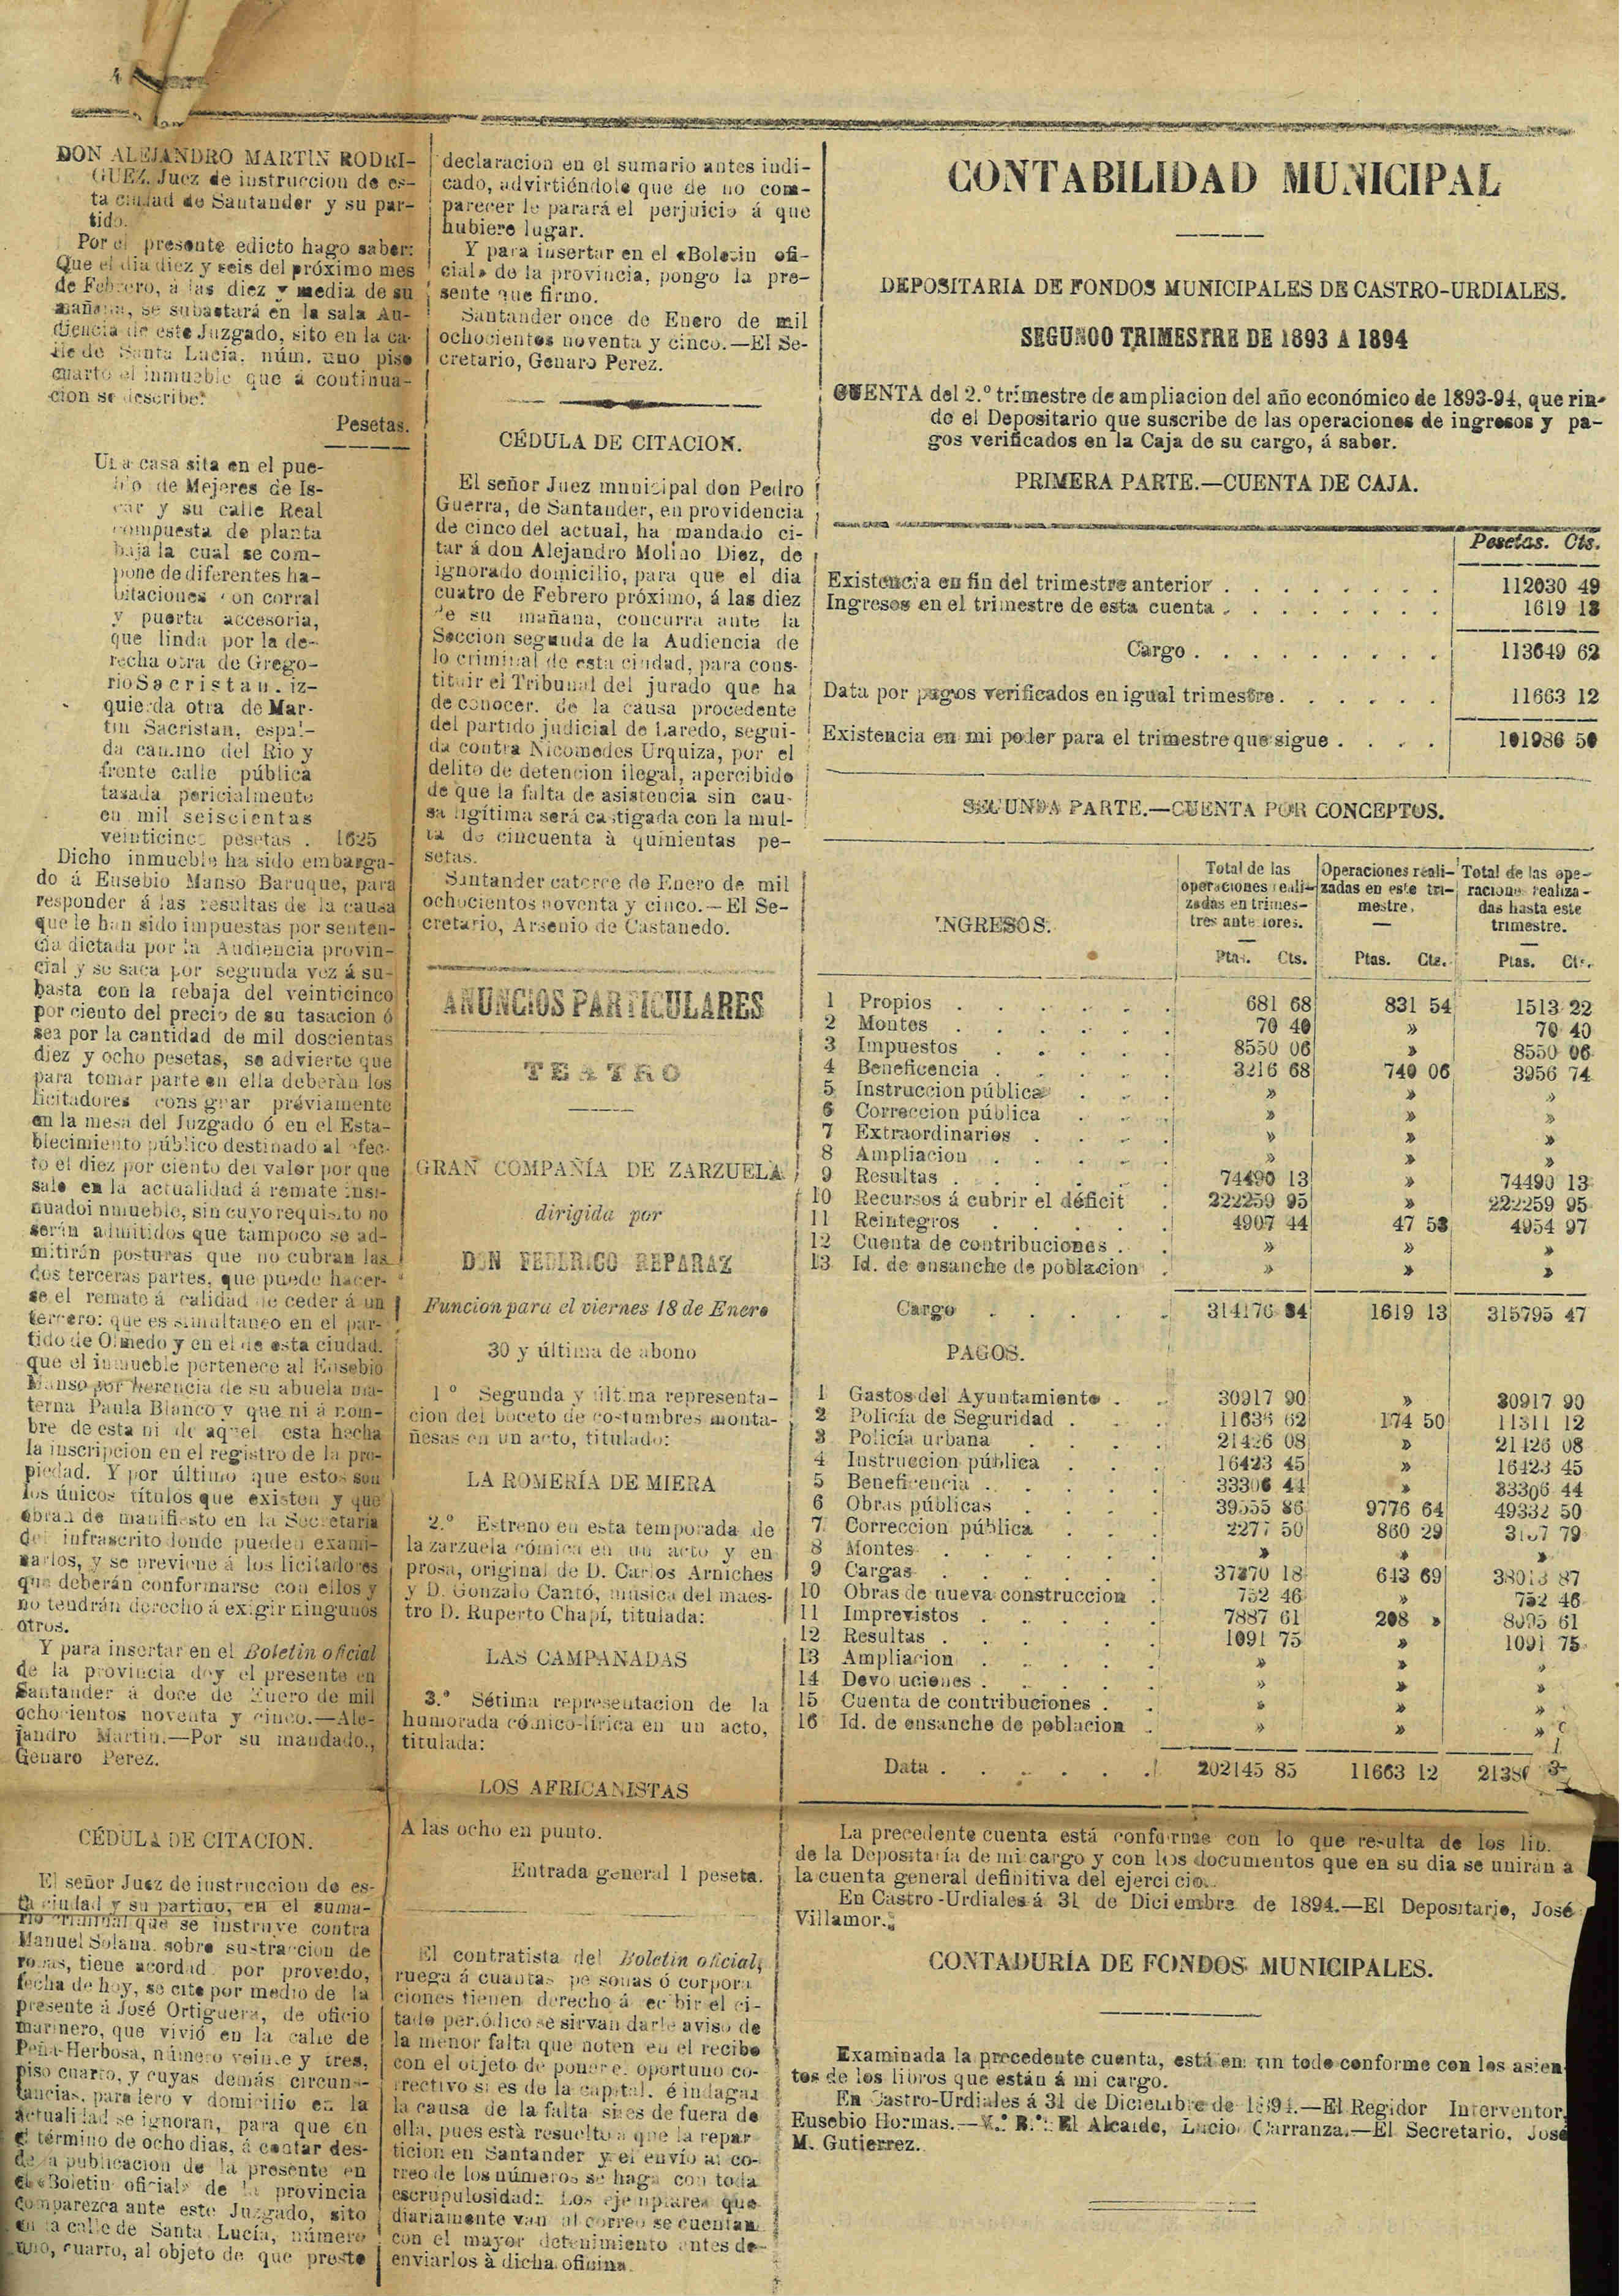 4
DON ALEJANDRO MARTIN RODRI-
GUEZ, Juez de instruccion de es-
ta ciudad de Santander y su par-
tido.
Por el presente edicto hago saber:
Que el dia diez y seis del próximo mes
de Febrero, á las diez y media de su
mañana, se subastará en la sala Au-
diencia de este Juzgado, sito en la ca-
lle de Santa Lucía, núm. uno piso
cuarto el inmueble que á continua-
cion se describe:
Pesetas.
Una casa sita en el pue-
blo de Mejeres de Is-
car y su calle Real
compuesta de planta
baja la cual se com-
pone de diferentes ha-
bitaciones con corral
y puerta accesoria,
que linda por la de-
recha otra de Grego-
rio Sacristan, iz-
quierda otra de Mar-
tin Sacristan, espal-
da camino del Rio y
frente calle pública
tasada pericialmente
en mil seiscientas
veinticinco pesetas . 1625
Dicho inmueble ha sido embarga-
do á Eusebio Manso Baruque, para
responder á las resultas de la causa
que le han sido impuestas por senten-
cia dictada por la Audiencia provin-
cial y se saca por segunda vez á su-
basta con la rebaja del veinticinco
por ciento del precio de su tasacion ó
sea por la cantidad de mil doscientas
diez y ocho pesetas, se advierte que
para tomar parte en ella deberán los
licitadores consignar préviamente
en la mesa del Juzgado ó en el Esta-
blecimiento público destinado al efec-
to el diez por ciento del valor por que
sale en la actualidad á remate insi-
nuadoi nmueble, sin cuyo requisito no
serán admitidos que tampoco se ad-
mitirán posturas que no cubran las
dos terceras partes, que puede hacer-
se el remate á calidad de ceder á un
tercero: que es simultaneo en el par-
tido de Olmedo y en el de esta ciudad.
que el inmueble pertenece al Eusebio
Manso por herencia de su abuela ma-
terna Paula Blanco y que ni á nom-
bre de esta ni de aquel esta hecha
la inscripcion en el registro de la pro-
piedad. Y por último que estos son
los únicos títulos que existen y que
obran de manifiesto en la Secretaria
del infrascrito donde pueden exami-
narlos, y se previene á los licitadores
que deberán conformarse con ellos y
no tendrán derecho á exigir ningunos
otros.
Y para insertar en el Boletin oficial
de la provincia doy el presente en
Santander á doce de Enero de mil
ochocientos noventa y cinco.—Ale-
jandro Martin.—Por su mandado.,
Genaro Perez.
CÉDULA DE CITACION.
El señor Juez de instruccion de es-
ta ciudad y su partido, en el suma-
rio criminal que se instruye contra
Manuel Solana. sobre sustraccion de
ropas, tiene acordado por proveido,
fecha de hoy, se cite por medio de la
presente á José Ortiguera, de oficio
marinero, que vivió en la calle de
Peña-Herbosa, número veinte y tres,
piso cuarto, y cuyas demás circuns-
tancias, paradero y domicilio en la
actualidad se ignoran, para que en
el término de ocho dias, á contar des-
de la publicacion de la presente en
el «Boletin oficial» de la provincia
comparezca ante este Juzgado, sito
en la calle de Santa Lucía, número
uno, cuarto, al objeto de que preste
declaracion en el sumario antes indi-
cado, advirtiéndole que de no com-
parecer le parará el perjuicio á que
hubiere lugar.
Y para insertar en el «Boletin ofi-
cial» de la provincia, pongo la pre-
sente que firmo.
Santander once de Enero de mil
ochocientos noventa y cinco.—El Se-
cretario, Genaro Perez.
CÉDULA DE CITACION.
El señor Juez municipal don Pedro
Guerra, de Santander, en providencia
de cinco del actual, ha mandado ci-
tar á don Alejandro Molino Diez, de
ignorado domicilio, para que el dia
cuatro de Febrero próximo, á las diez
de su mañana, concurra ante la
Seccion segunda de la Audiencia de
lo criminal de esta ciudad, para cons-
tituir el Tribunal del jurado que ha
de conocer. de la causa procedente
del partido judicial de Laredo, segui-
da contra Nicomedes Urquiza, por el
delito de detencion ilegal, apercibido
de que la falta de asistencia sin cau-
sa ligítima será castigada con la mul-
ta de cincuenta à quinientas pe-
setas.
Santander catorce de Enero de mil
ochocientos noventa y cinco.—El Se-
cretario, Arsenio de Castanedo.
ANUNCIOS PARTICULARES
TEATRO
GRAN COMPAÑÍA DE ZARZUELA
dirigida por
DON FEDERICO REPARAZ
Funcion para el viernes 18 de Enero
30 y última de abono
1.º Segunda y última representa-
cion del boceto de costumbres monta-
ñesas en un acto, titulado:
LA ROMERÍA DE MIERA
2.º Estreno en esta temporada de
la zarzuela cómica en un acto y en
prosa, original de D. Carlos Arniches
y D. Gonzalo Cantó, música del maes-
tro D. Ruperto Chapí, titulada:
LAS CAMPANADAS
3.º Sétima representacion de la
humorada cómico-lírica en un acto,
titulada:
LOS AFRICANISTAS
A las ocho en punto.
Entrada general 1 peseta.
El contratista del Boletin oficial,
ruega á cuantas personas ó corpora
ciones tienen derecho á recibir el ci-
tado periódico se sirvan darle aviso de
la menor falta que noten en el recibo
con el objeto de poner el oportuno co-
rrectivo si es de la capital. é indagar
la causa de la falta si es de fuera de
ella, pues está resuelto a que la repar
ticion en Santander y el envío al co-
rreo de los números se haga con toda
escrupulosidad: Los ejemplares que
diariamente van al correo se cuentan
con el mayor detenimiento antes de-
enviarlos à dicha oficina.
CONTABILIDAD MUNICIPAL
DEPOSITARIA DE FONDOS MUNICIPALES DE CASTRO-URDIALES.
SEGUNDO TRIMESTRE DE 1893 A 1894
CUENTA del 2.º trimestre de ampliacion del año económico de 1893-94, que rin-
de el Depositario que suscribe de las operaciones de ingresos y pa-
gos verificados en la Caja de su cargo, á saber.
PRIMERA PARTE.—CUENTA DE CAJA.
Pesetas. Cts.
Existencia en fin del trimestre anterior . . . . . . . . 112030 49
Ingresos en el trimestre de esta cuenta . . . . . . . . 1619 13
Cargo . . . . . . . . . . 113649 62
Data por pagos verificados en igual trimestre . . . . . . 11663 12
Existencia en mi poder para el trimestre que sigue . . . . 101986 50
SEGUNDA PARTE.—CUENTA POR CONCEPTOS.
INGRESOS.
Total de las operaciones reali-zadas en trimes-tres anteriores. Ptas. Cts.
Operaciones reali-zadas en este tri-mestre. Ptas. Cts.
Total de las ope-raciones realiza-das hasta este trimestre. Ptas. Cts.
1 Propios . . . . . . 681 68 831 54 1513 22
2 Montes . . . . . . 70 40 » 70 40
3 Impuestos . . . . . 8550 06 » 8550 06
4 Beneficencia . . . . . 3216 68 740 06 3956 74
5 Instruccion pública . . . » » »
6 Correccion pública . . . » » »
7 Extraordinarios . . . . » » »
8 Ampliacion . . . . . » » »
9 Resultas . . . . . . 74490 13 » 74490 13
10 Recursos á cubrir el déficit . 222259 95 » 222259 95
11 Reintegros . . . . . 4907 44 47 53 4954 97
12 Cuenta de contribuciones . . » » »
13 Id. de ensanche de poblacion . » » »
Cargo . . . . . 314176 34 1619 13 315795 47
PAGOS.
1 Gastos del Ayuntamiento . . 30917 90 » 30917 90
2 Policía de Seguridad . . . 11636 62 174 50 11311 12
3 Policía urbana . . . . 21426 08 » 21426 08
4 Instruccion pública . . . 16423 45 » 16423 45
5 Beneficencia . . . . . 33306 44 » 33306 44
6 Obras públicas . . . . 39555 86 9776 64 49332 50
7 Correccion pública . . . 2277 50 860 29 3137 79
8 Montes . . . . . . » » »
9 Cargas . . . . . . 37370 18 643 69 38013 87
10 Obras de nueva construccion . 752 46 » 752 46
11 Imprevistos . . . . . 7887 61 208 » 8095 61
12 Resultas . . . . . . 1091 75 » 1091 75
13 Ampliacion . . . . . » » »
14 Devoluciones . . . . . » » »
15 Cuenta de contribuciones . . » » »
16 Id. de ensanche de poblacion . » » »
Data . . . . . . 202145 85 11663 12
La precedente cuenta está conforme con lo que resulta de los lib.
de la Depositaría de mi cargo y con los documentos que en su dia se unirán á
la cuenta general definitiva del ejercicio.
En Castro-Urdiales á 31 de Diciembre de 1894.—El Depositario, José
Villamor.
CONTADURÍA DE FONDOS MUNICIPALES.
Examinada la precedente cuenta, está en un todo conforme con los asien
tos de los libros que están á mi cargo.
En Castro-Urdiales á 31 de Diciembre de 1894.—El Regidor Interventor,
Eusebio Hormas.—V.º B.º: El Alcaide, Lucio Carranza.—El Secretario, José
M. Gutierrez.